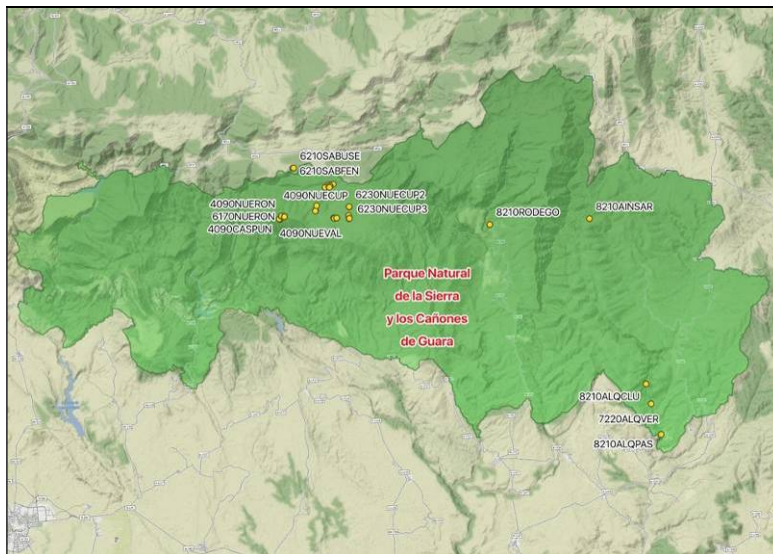 6210SABUSE
6210SABFEN
4090NUECUP
6230NUECUP2
4090NUERON
6170NUERON
6230NUECUP3
4090CASPUN
4090NUEVAL
8210RODEGO
8210AINSAR
Parque Natural
de la Sierra
y los Cañones
de Guara
8210ALQCLU
7220ALQVER
8210ALQPAS